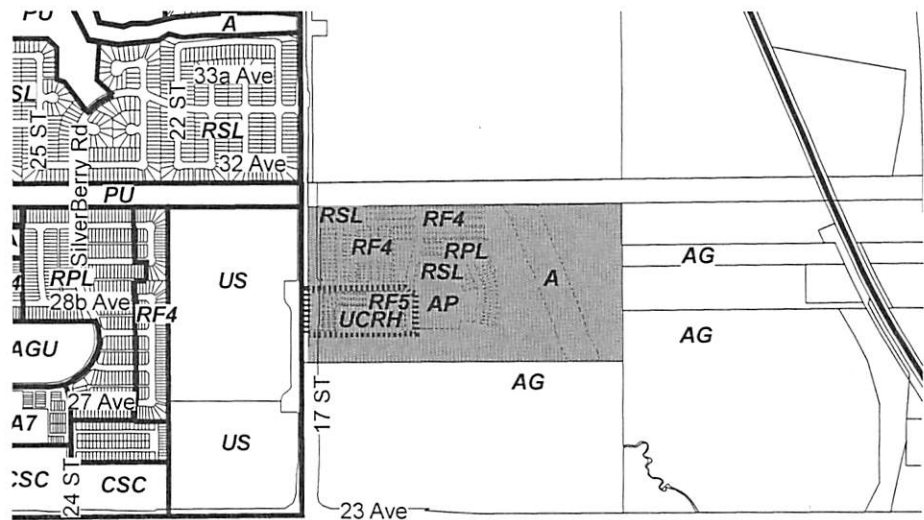 PU
A
33a Ave
SL
RSL
25 ST
22 ST
SilverBerry Rd
32 Ave
PU
RSL
RF4
RF4
RPL
RSL
A
US
RPL
28b Ave
RF4
RF5
UCRH
AP
AG
AG
AGU
AG
27 Ave
17 ST
A7
US
CSC
CSC
24 ST
23 Ave